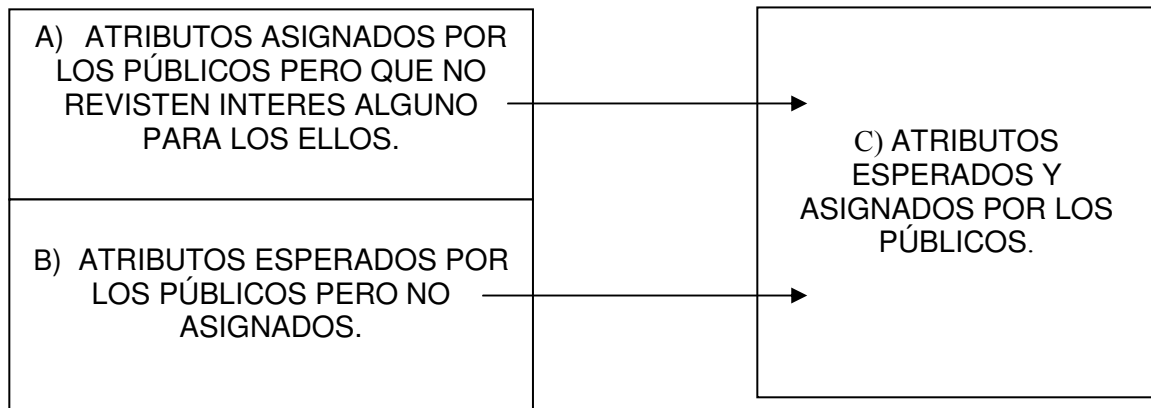 A) ATRIBUTOS ASIGNADOS POR
LOS PÚBLICOS PERO QUE NO
REVISTEN INTERES ALGUNO
PARA LOS ELLOS.
B) ATRIBUTOS ESPERADOS POR
LOS PÚBLICOS PERO NO
ASIGNADOS.
C) ATRIBUTOS
ESPERADOS Y
ASIGNADOS POR LOS
PÚBLICOS.